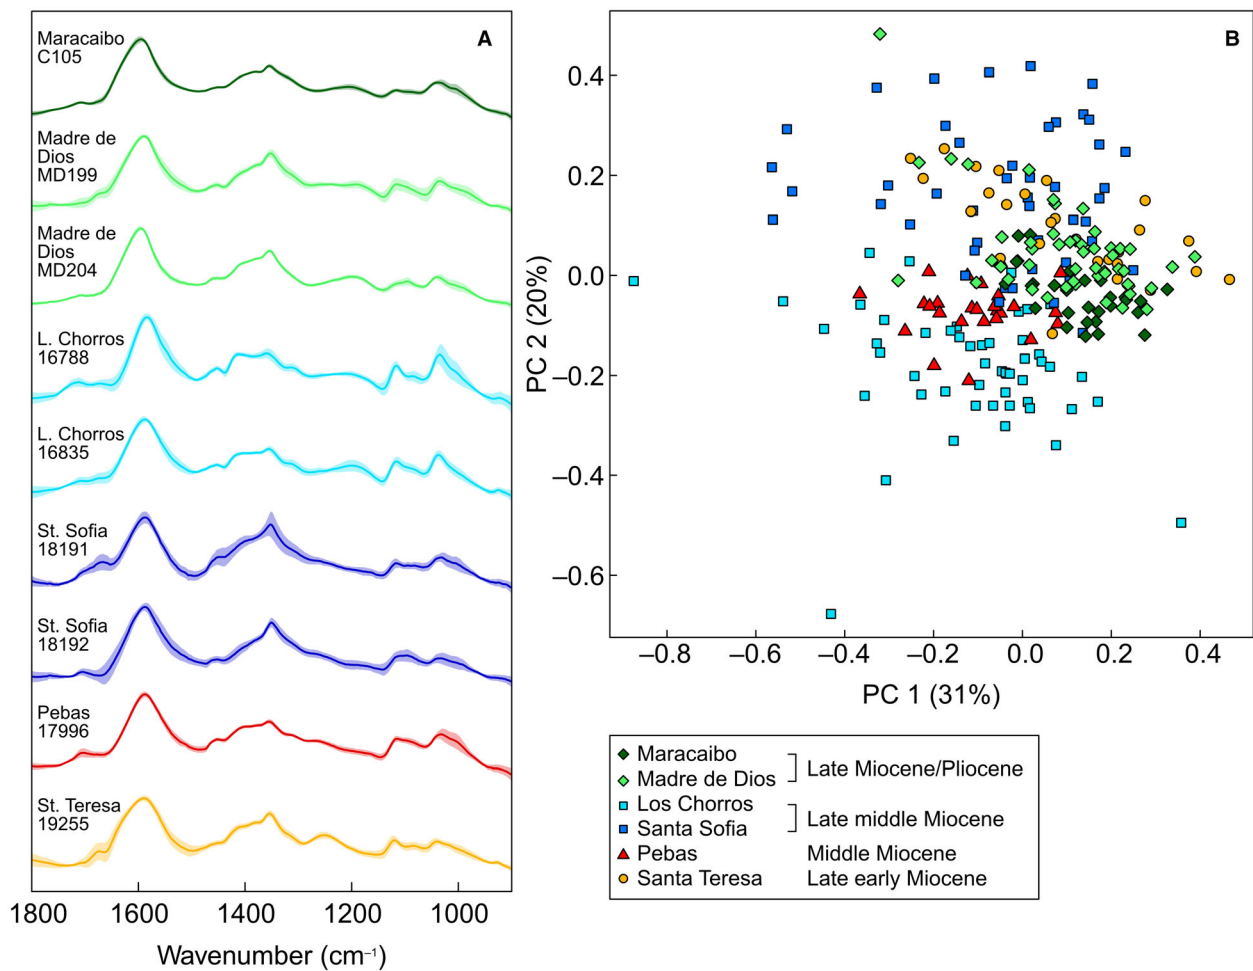 A
Maracaibo
C105
Madre de
Dios
MD199
Madre de
Dios
MD204
L. Chorros
16788
L. Chorros
16835
St. Sofia
18191
St. Sofia
18192
Pebas
17996
St. Teresa
19255
1800 1600 1400 1200 1000
Wavenumber (cm⁻¹)
B
0.4
0.2
0.0
−0.2
−0.4
−0.6
PC 2 (20%)
−0.8 −0.6 −0.4 −0.2 0.0 0.2 0.4
PC 1 (31%)
Maracaibo
Madre de Dios
Late Miocene/Pliocene
Los Chorros
Santa Sofia
Late middle Miocene
Pebas Middle Miocene
Santa Teresa Late early Miocene